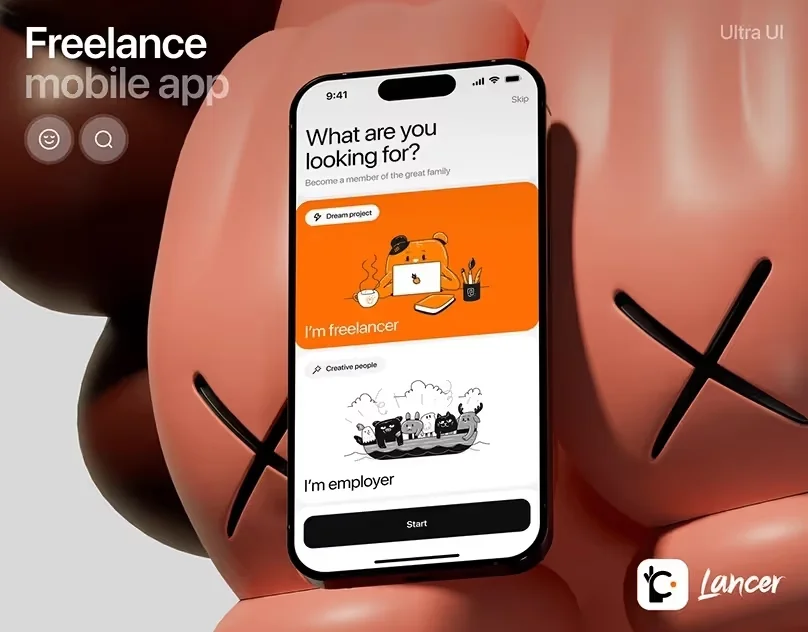 Freelance
mobile app
Ultra UI
9:41
Skip
What are you
looking for?
Become a member of the great family
Dream project
I'm freelancer
Creative people
I'm employer
Start
Lancer